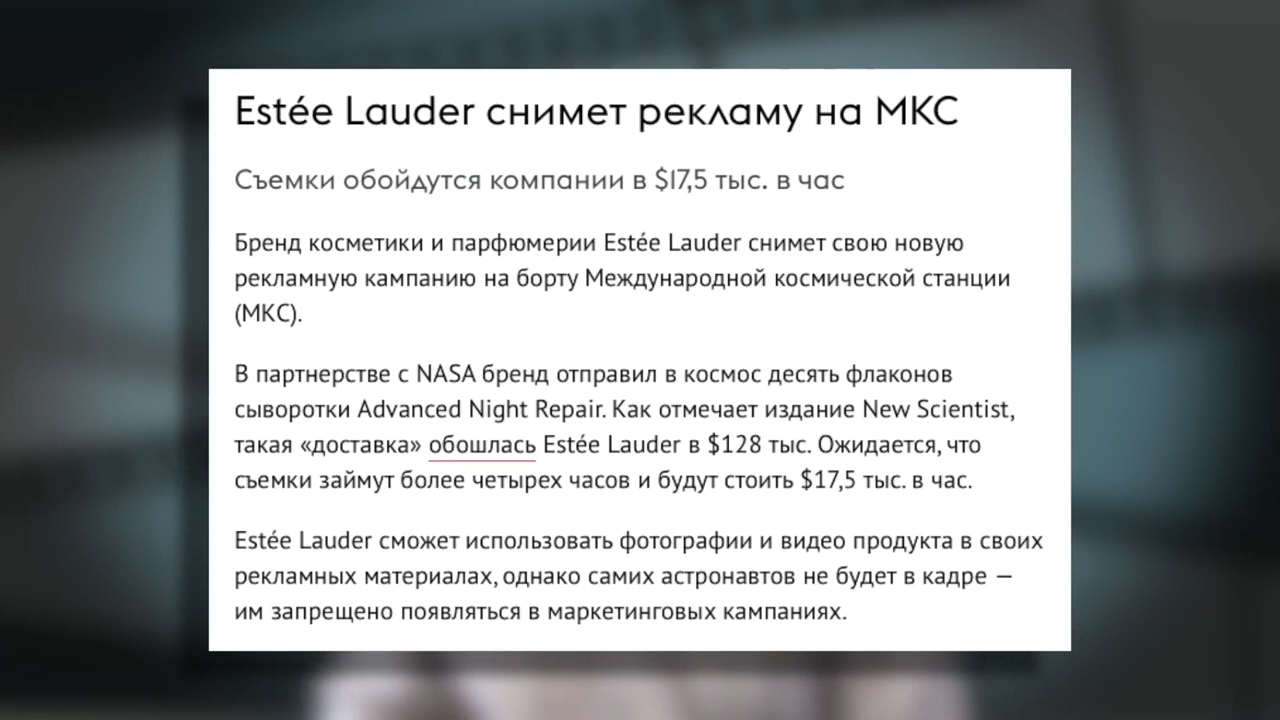 Estée Lauder снимет рекламу на МКС
Съемки обойдутся компании в $17,5 тыс. в час
Бренд косметики и парфюмерии Estée Lauder снимет свою новую
рекламную кампанию на борту Международной космической станции
(МКС).
В партнерстве с NASA бренд отправил в космос десять флаконов
сыворотки Advanced Night Repair. Как отмечает издание New Scientist,
такая «доставка» обошлась Estée Lauder в $128 тыс. Ожидается, что
съемки займут более четырех часов и будут стоить $17,5 тыс. в час.
Estée Lauder сможет использовать фотографии и видео продукта в своих
рекламных материалах, однако самих астронавтов не будет в кадре —
им запрещено появляться в маркетинговых кампаниях.